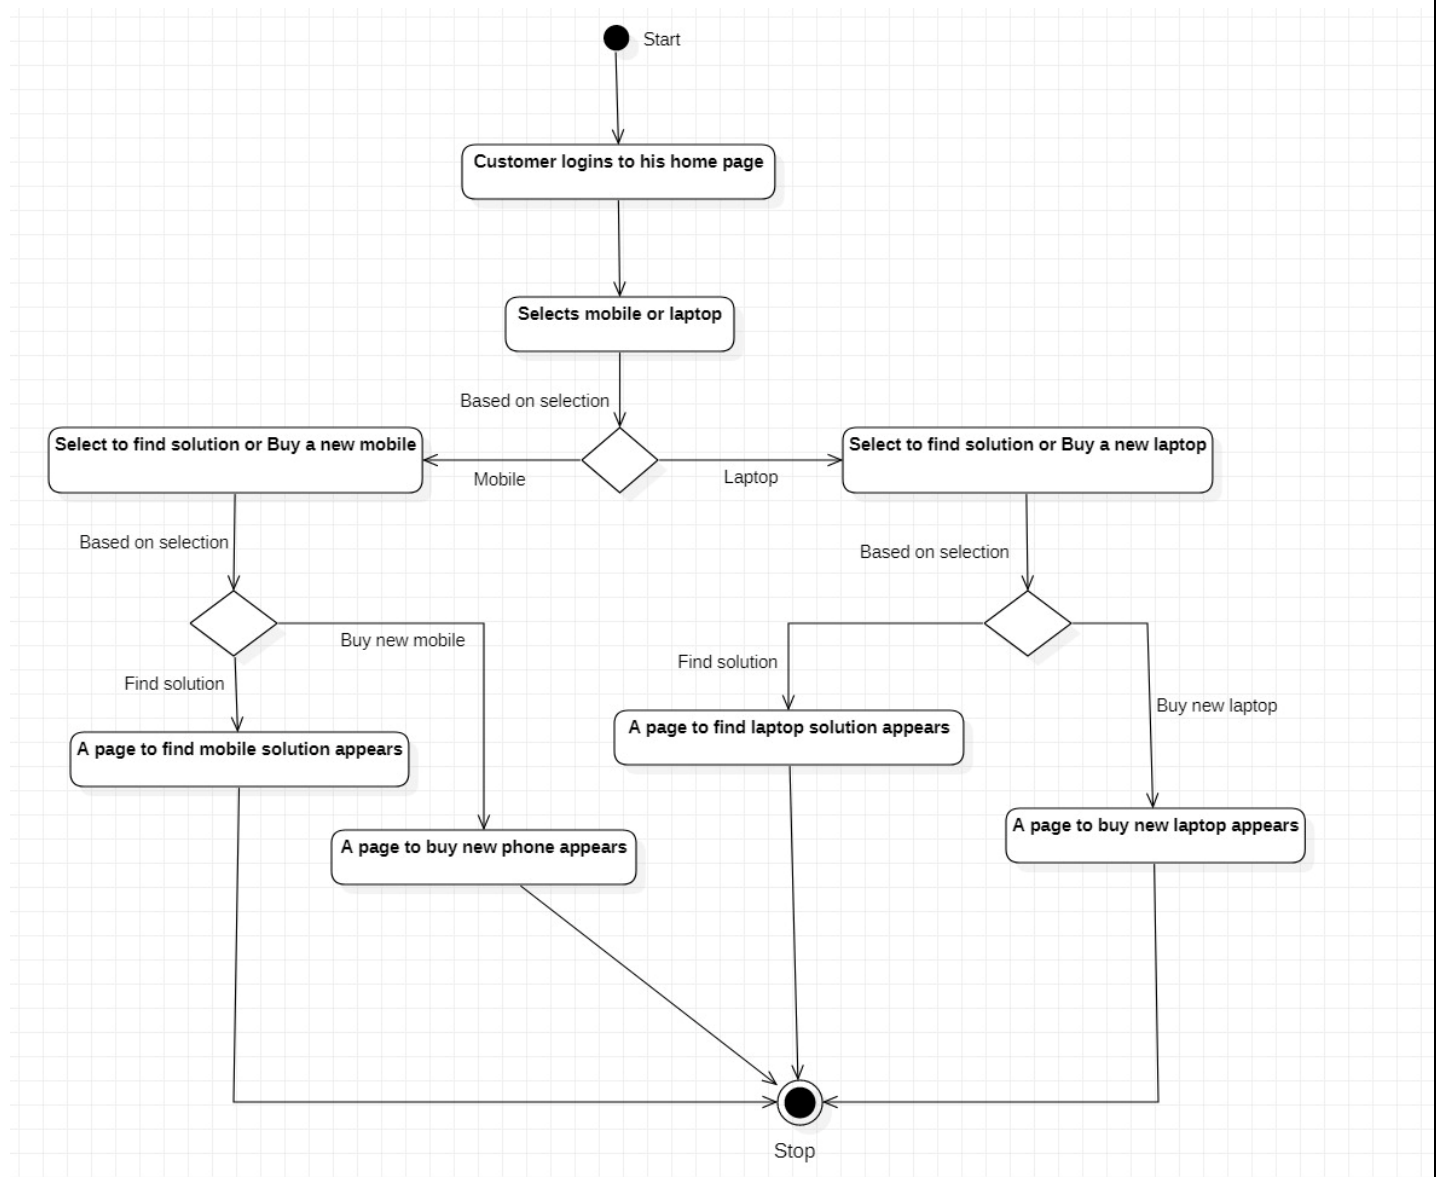 Start
Customer logins to his home page
Selects mobile or laptop
Based on selection
Select to find solution or Buy a new mobile
Mobile
Laptop
Select to find solution or Buy a new laptop
Based on selection
Based on selection
Buy new mobile
Find solution
Find solution
Buy new laptop
A page to find mobile solution appears
A page to find laptop solution appears
A page to buy new phone appears
A page to buy new laptop appears
Stop